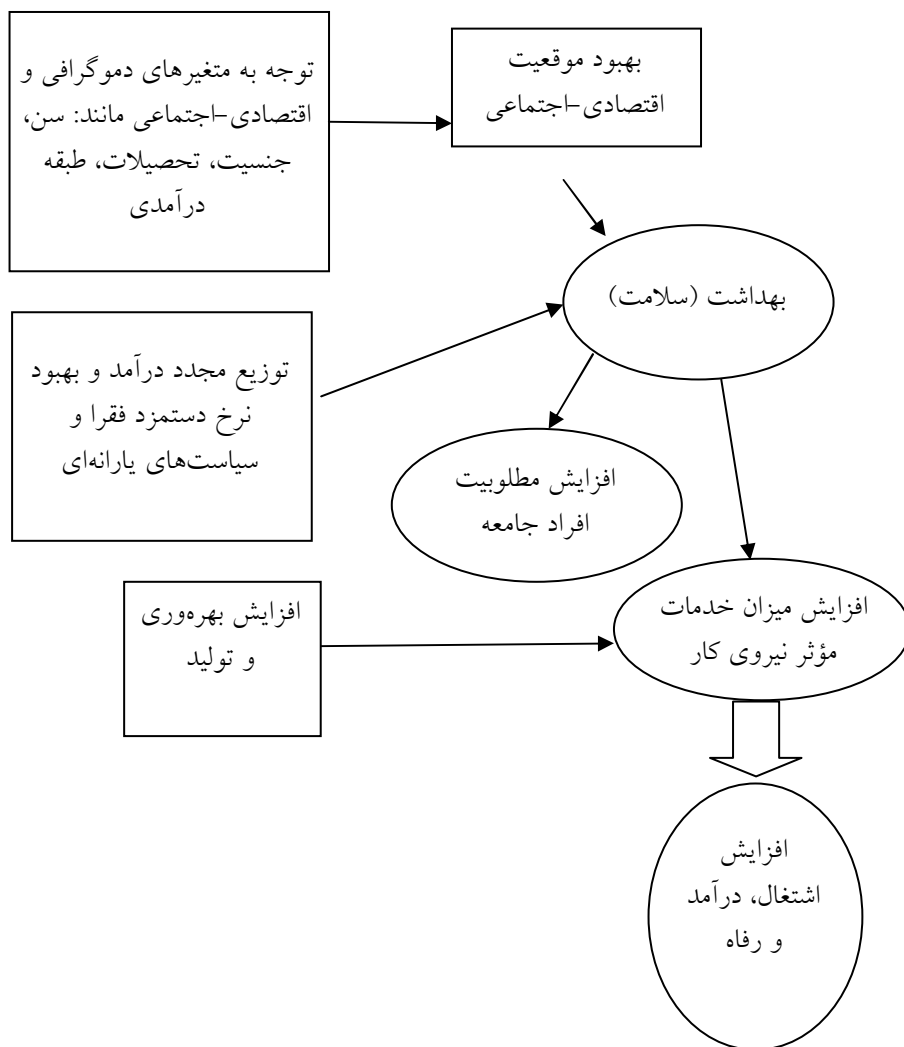 توجه به متغیرهای دموگرافی و
اقتصادی-اجتماعی مانند: سن،
جنسیت، تحصیلات، طبقه
درآمدی
بهبود موقعیت
اقتصادی-اجتماعی
بهداشت (سلامت)
توزیع مجدد درآمد و بهبود
نرخ دستمزد فقرا و
سیاست‌های یارانه‌ای
افزایش مطلوبیت
افراد جامعه
افزایش بهره‌وری
و تولید
افزایش میزان خدمات
مؤثر نیروی کار
افزایش
اشتغال، درآمد
و رفاه